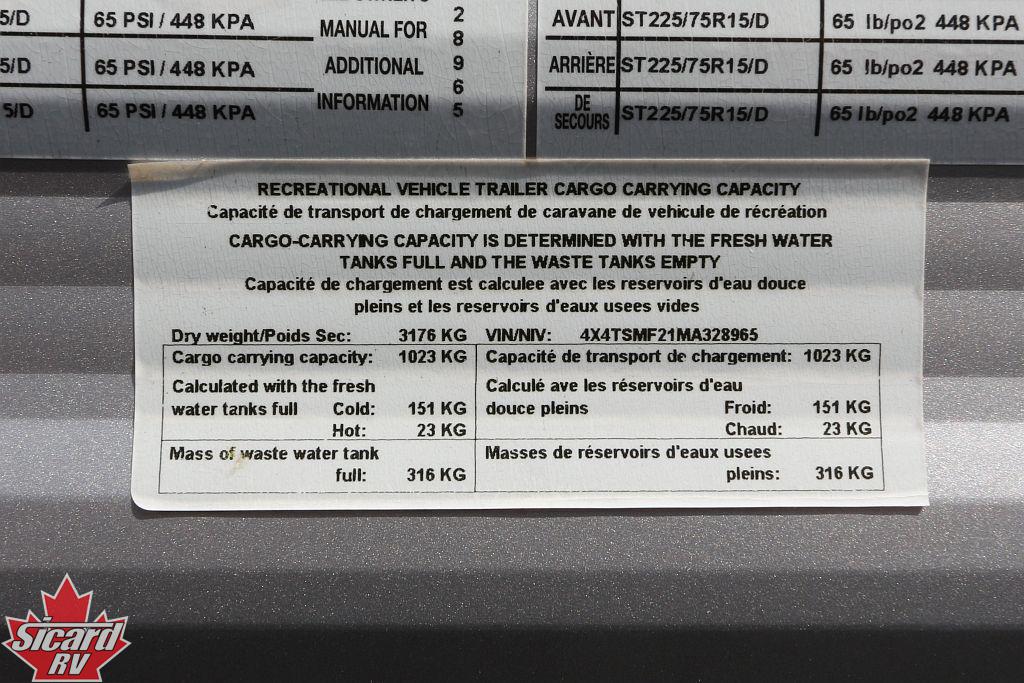 5/D 65 PSI / 448 KPA
MANUAL FOR
5/D 65 PSI / 448 KPA
ADDITIONAL
5/D 65 PSI / 448 KPA
INFORMATION
2
8
9
6
5
AVANT ST225/75R15/D 65 lb/po2 448 KPA
ARRIÈRE ST225/75R15/D 65 lb/po2 448 KPA
DE
SECOURS ST225/75R15/D 65 lb/po2 448 KPA
RECREATIONAL VEHICLE TRAILER CARGO CARRYING CAPACITY
Capacité de transport de chargement de caravane de vehicule de récréation
CARGO-CARRYING CAPACITY IS DETERMINED WITH THE FRESH WATER
TANKS FULL AND THE WASTE TANKS EMPTY
Capacité de chargement est calculee avec les reservoirs d'eau douce
pleins et les reservoirs d'eaux usees vides
Dry weight/Poids Sec: 3176 KG VIN/NIV: 4X4TSMF21MA328965
Cargo carrying capacity: 1023 KG Capacité de transport de chargement: 1023 KG
Calculated with the fresh Calculé ave les réservoirs d'eau
water tanks full Cold: 151 KG douce pleins Froid: 151 KG
Hot: 23 KG Chaud: 23 KG
Mass of waste water tank Masses de réservoirs d'eaux usees
full: 316 KG pleins: 316 KG
Sicard
RV